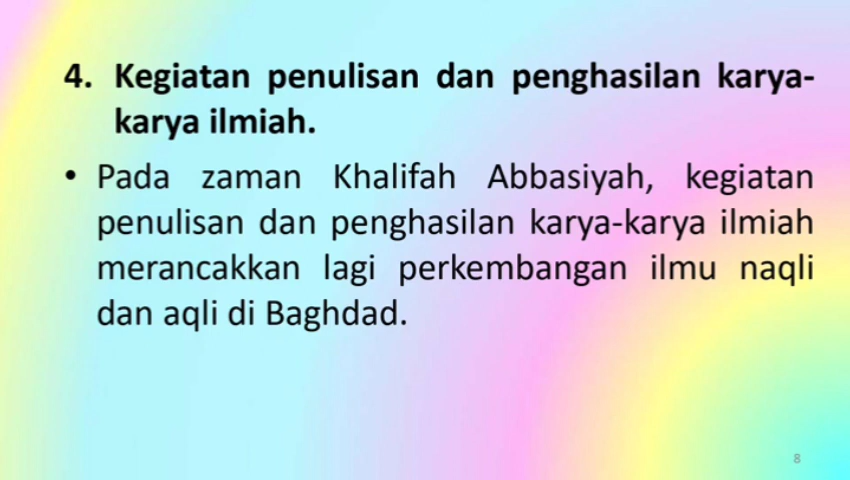 4. Kegiatan penulisan dan penghasilan karya-
karya ilmiah.
• Pada zaman Khalifah Abbasiyah, kegiatan
penulisan dan penghasilan karya-karya ilmiah
merancakkan lagi perkembangan ilmu naqli
dan aqli di Baghdad.
8